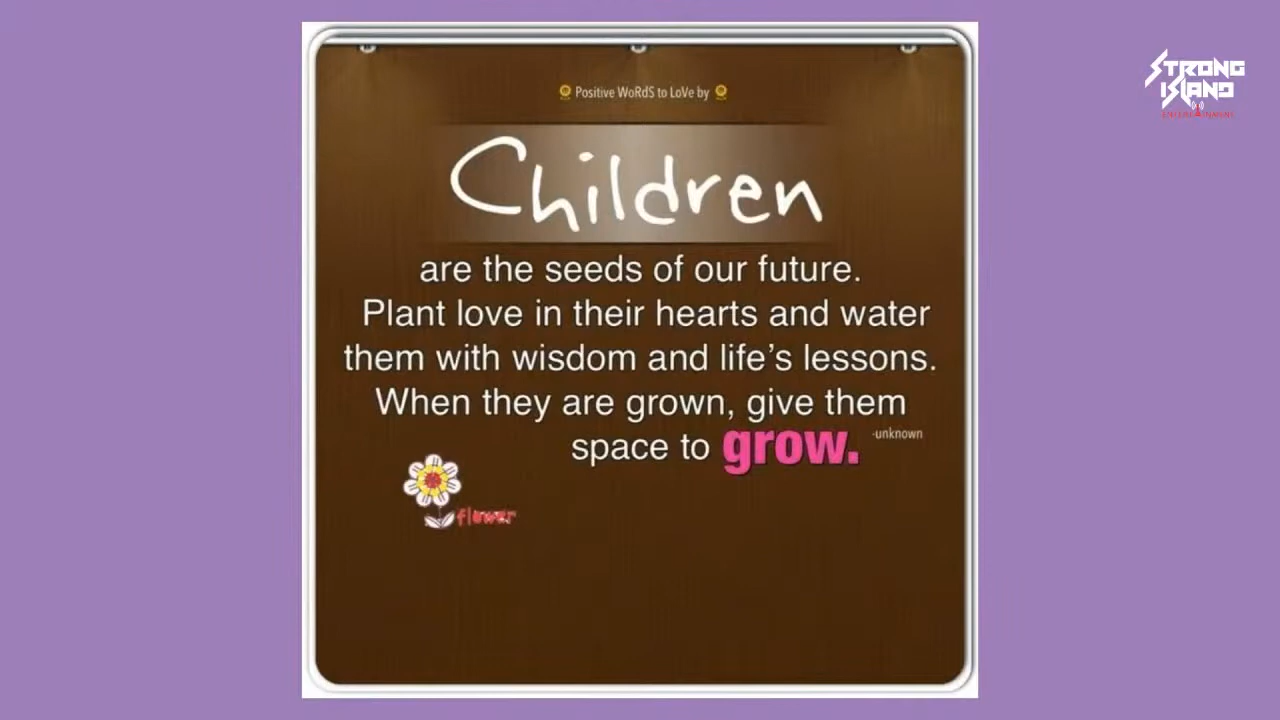 STRONG
ISLAND
Positive WoRdS to LoVe by
Children
are the seeds of our future.
Plant love in their hearts and water
them with wisdom and life’s lessons.
When they are grown, give them
space to grow.
-unknown
flower